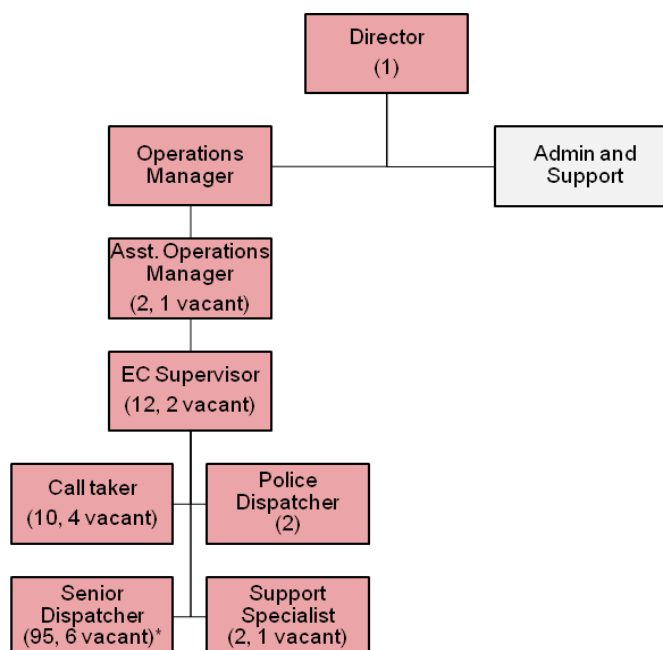 Director
(1)
Operations
Manager
Admin and
Support
Asst. Operations
Manager
(2, 1 vacant)
EC Supervisor
(12, 2 vacant)
Call taker
(10, 4 vacant)
Police
Dispatcher
(2)
Senior
Dispatcher
(95, 6 vacant)*
Support
Specialist
(2, 1 vacant)